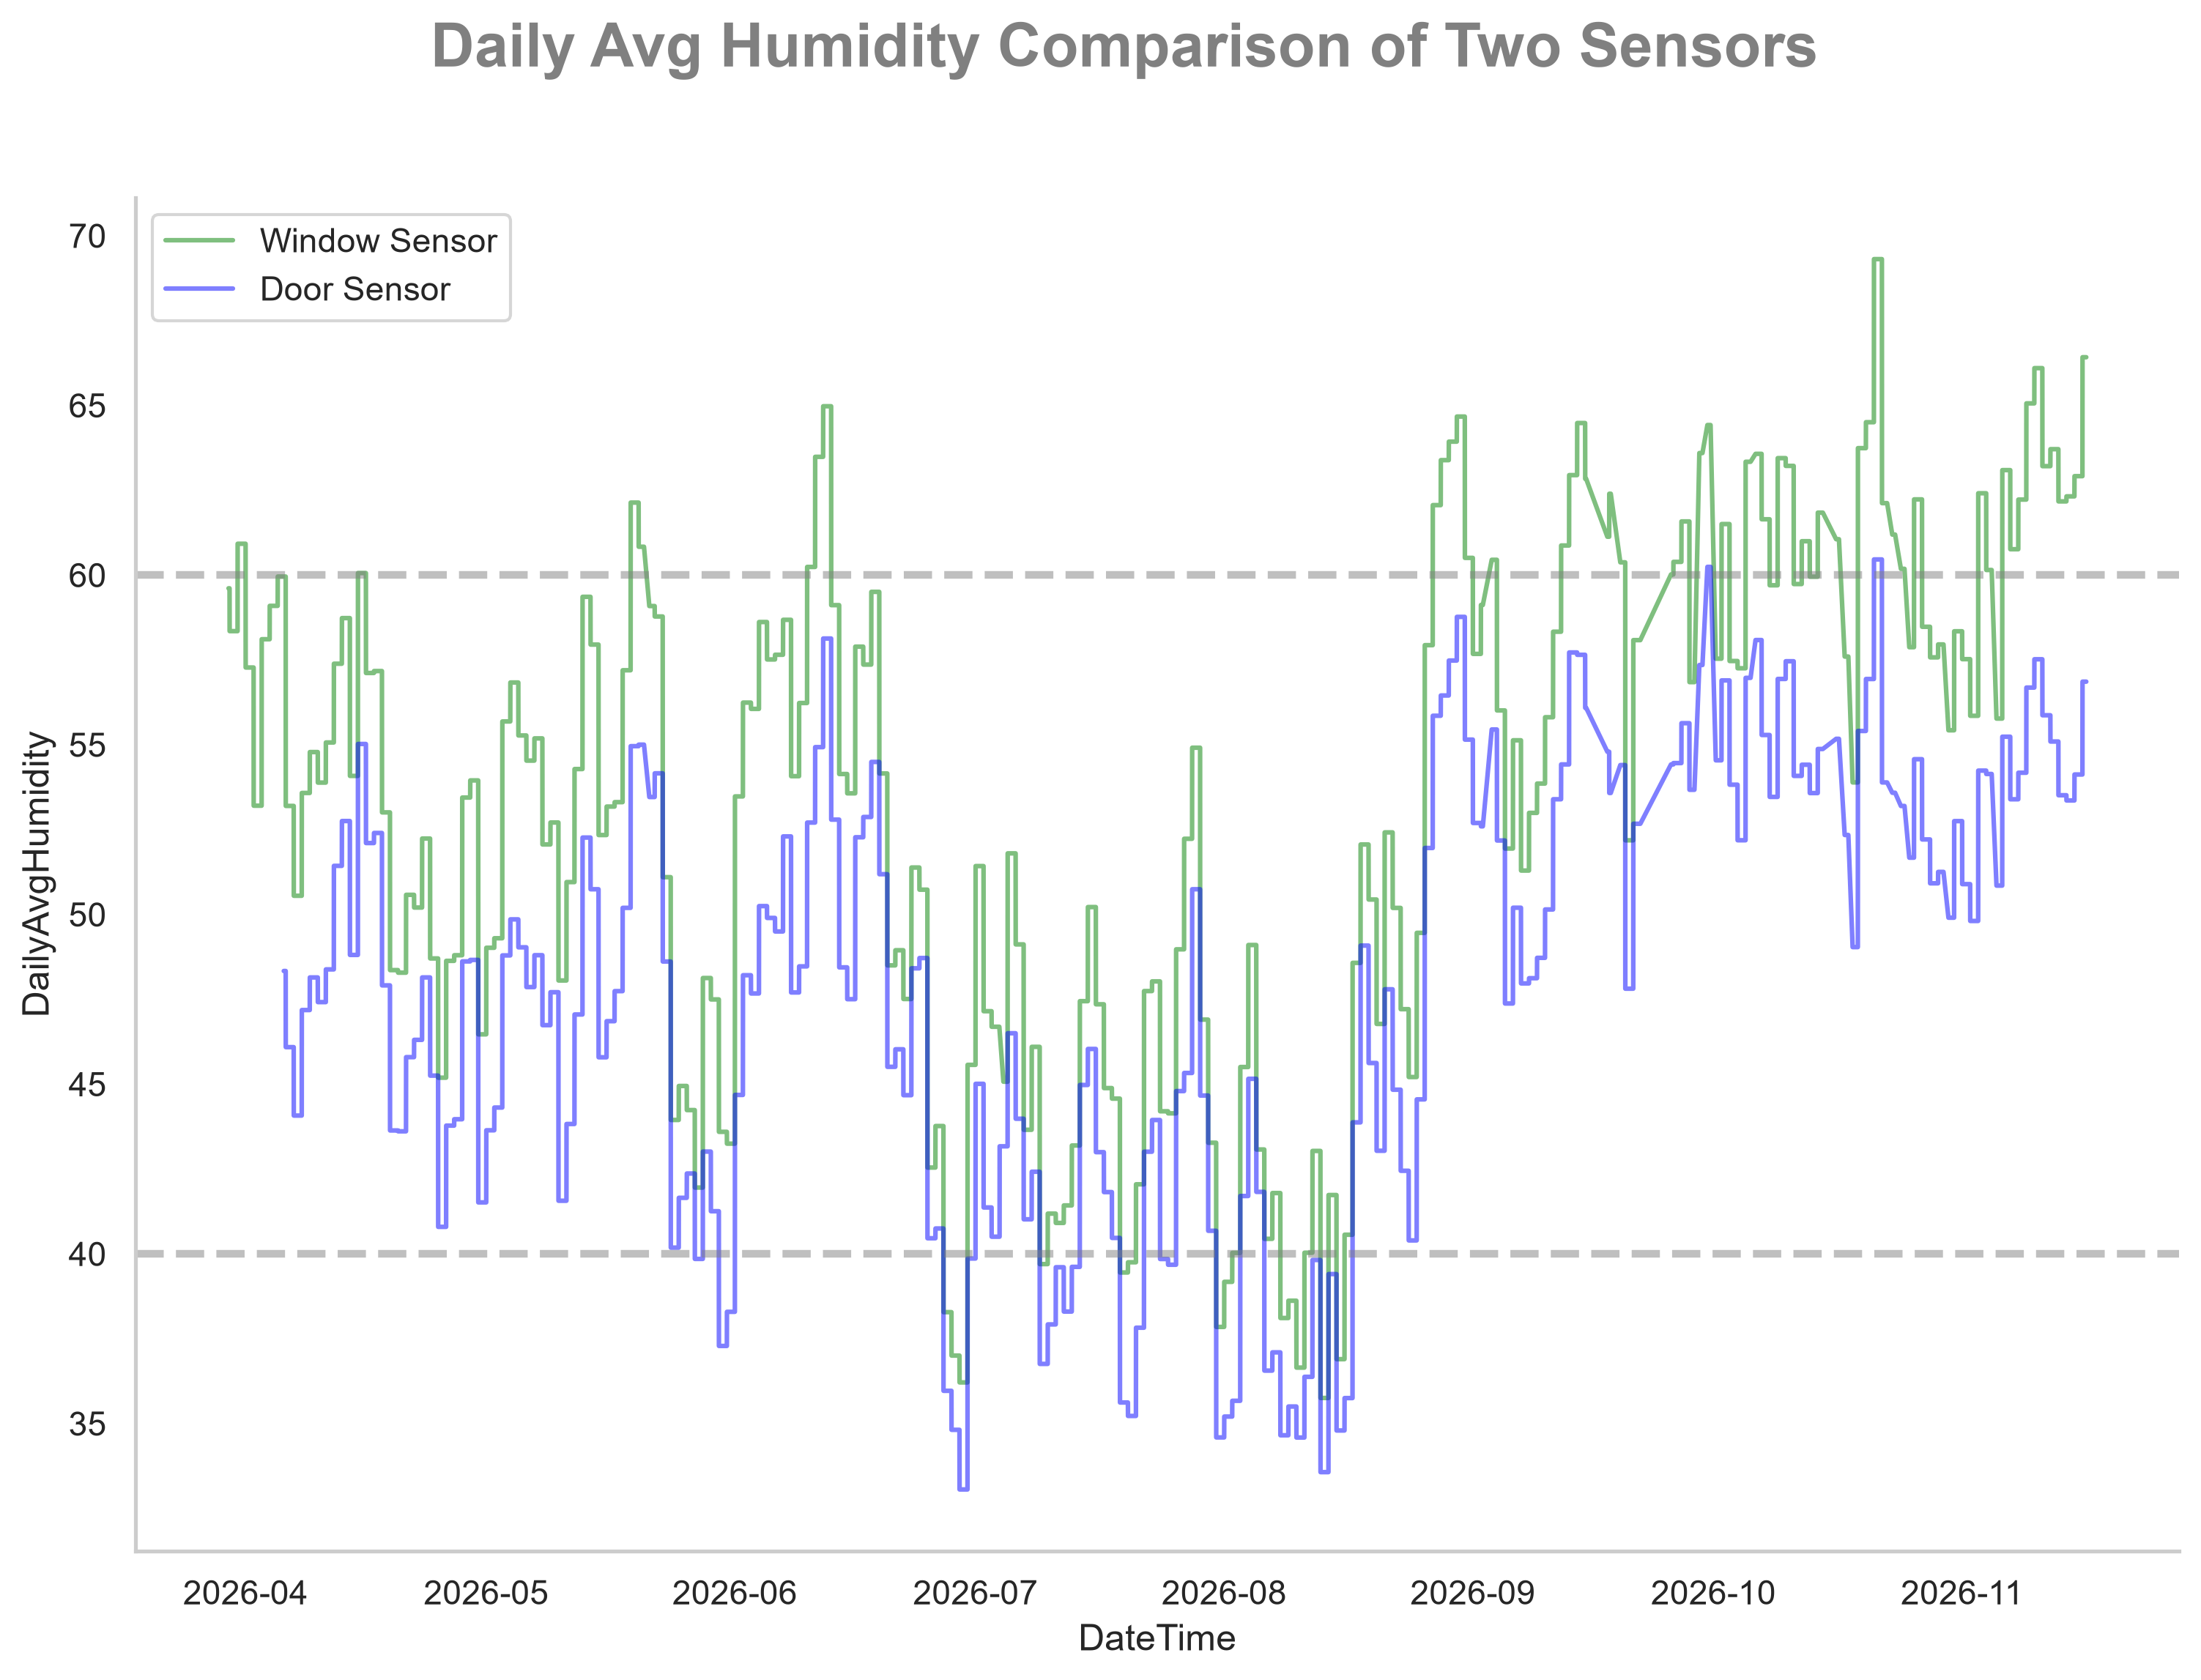 Daily Avg Humidity Comparison of Two Sensors
Window Sensor
Door Sensor
DailyAvgHumidity
70
65
60
55
50
45
40
35
2026-04 2026-05 2026-06 2026-07 2026-08 2026-09 2026-10 2026-11
DateTime